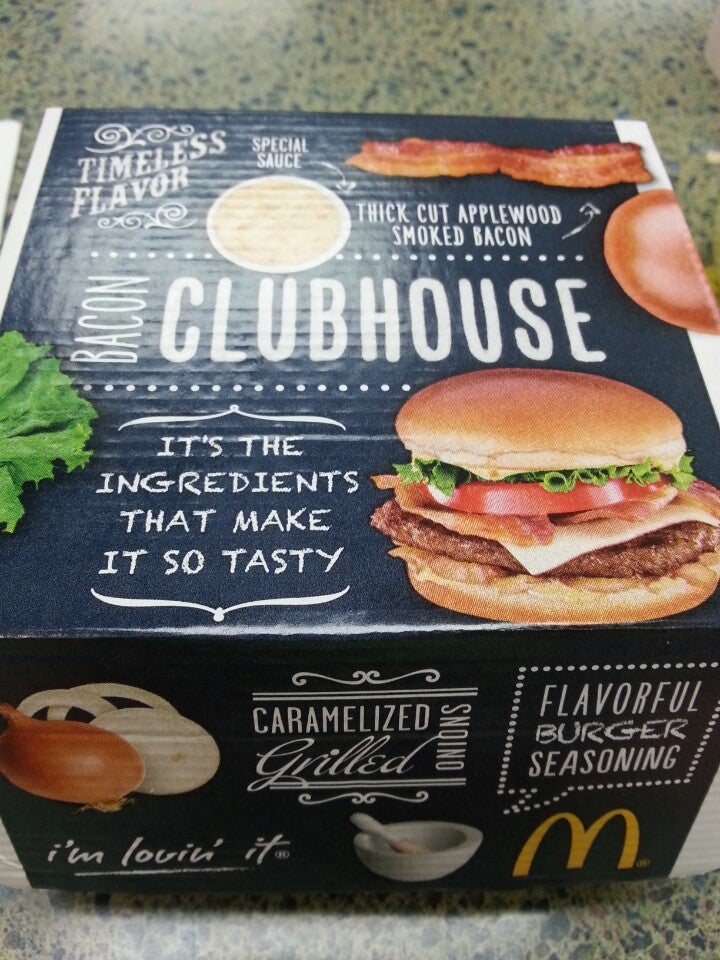 TIMELESS
FLAVOR
SPECIAL
SAUCE
THICK CUT APPLEWOOD
SMOKED BACON
BACON
CLUBHOUSE
IT'S THE
INGREDIENTS
THAT MAKE
IT SO TASTY
CARAMELIZED
Grilled
ONIONS
FLAVORFUL
BURGER
SEASONING
i'm lovin' it®
M®